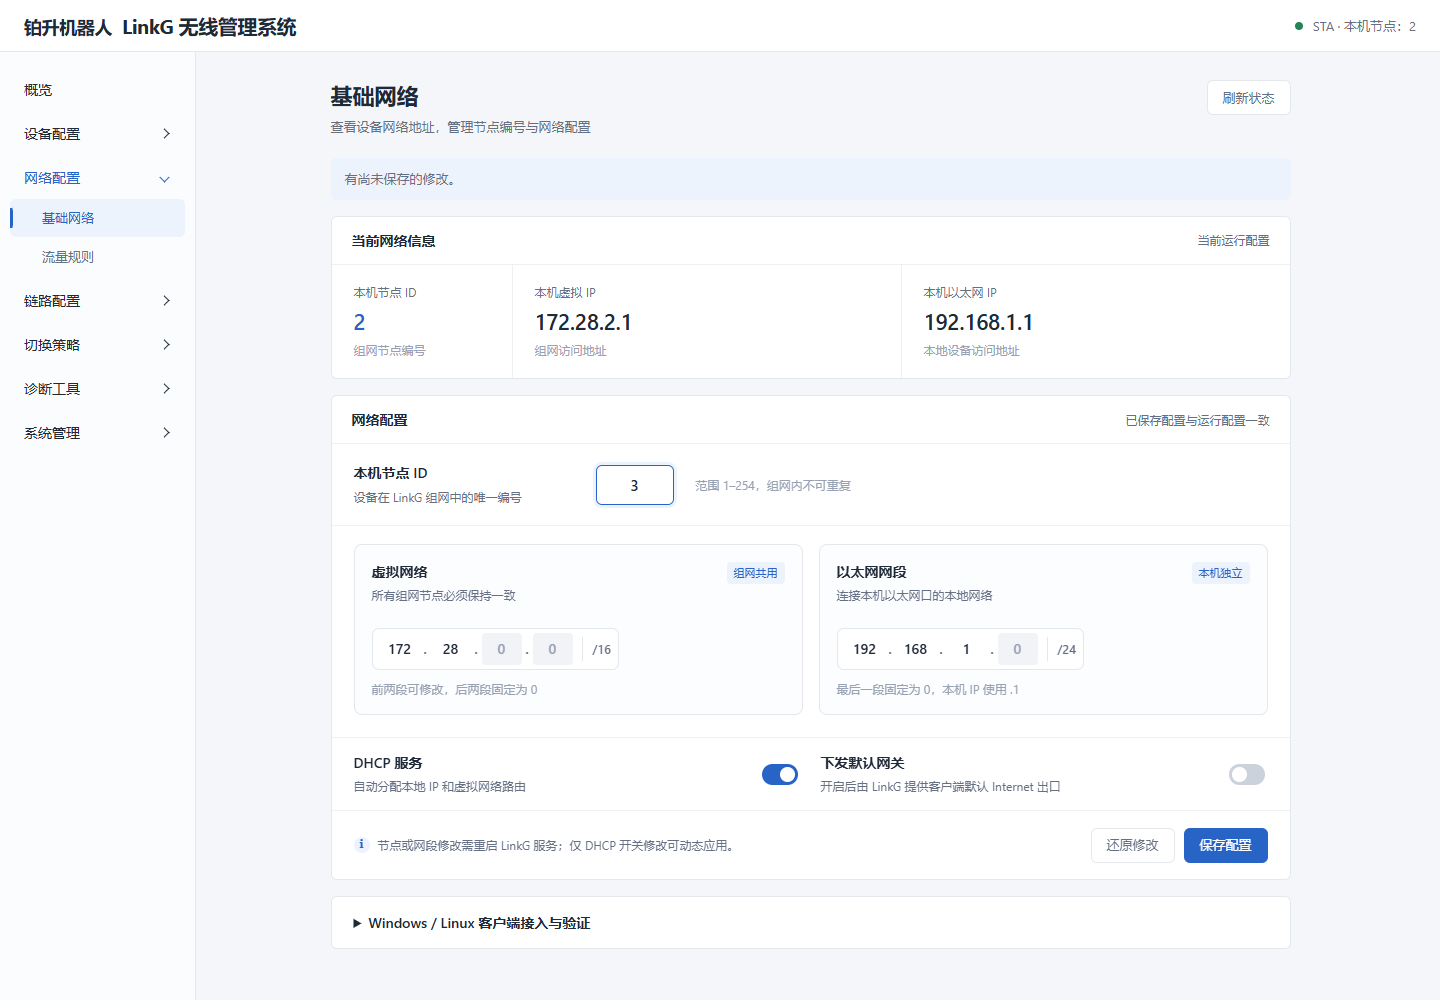 铂升机器人 LinkG 无线管理系统
STA · 本机节点：2
概览
设备配置
网络配置
基础网络
流量规则
链路配置
切换策略
诊断工具
系统管理
基础网络
查看设备网络地址，管理节点编号与网络配置
刷新状态
有尚未保存的修改。
当前网络信息
当前运行配置
本机节点 ID
2
组网节点编号
本机虚拟 IP
172.28.2.1
组网访问地址
本机以太网 IP
192.168.1.1
本地设备访问地址
网络配置
已保存配置与运行配置一致
本机节点 ID
设备在 LinkG 组网中的唯一编号
3
范围 1–254，组网内不可重复
虚拟网络
组网共用
所有组网节点必须保持一致
172 . 28 . 0 . 0 /16
前两段可修改，后两段固定为 0
以太网网段
本机独立
连接本机以太网口的本地网络
192 . 168 . 1 . 0 /24
最后一段固定为 0，本机 IP 使用 .1
DHCP 服务
自动分配本地 IP 和虚拟网络路由
下发默认网关
开启后由 LinkG 提供客户端默认 Internet 出口
节点或网段修改需重启 LinkG 服务；仅 DHCP 开关修改可动态应用。
还原修改
保存配置
Windows / Linux 客户端接入与验证